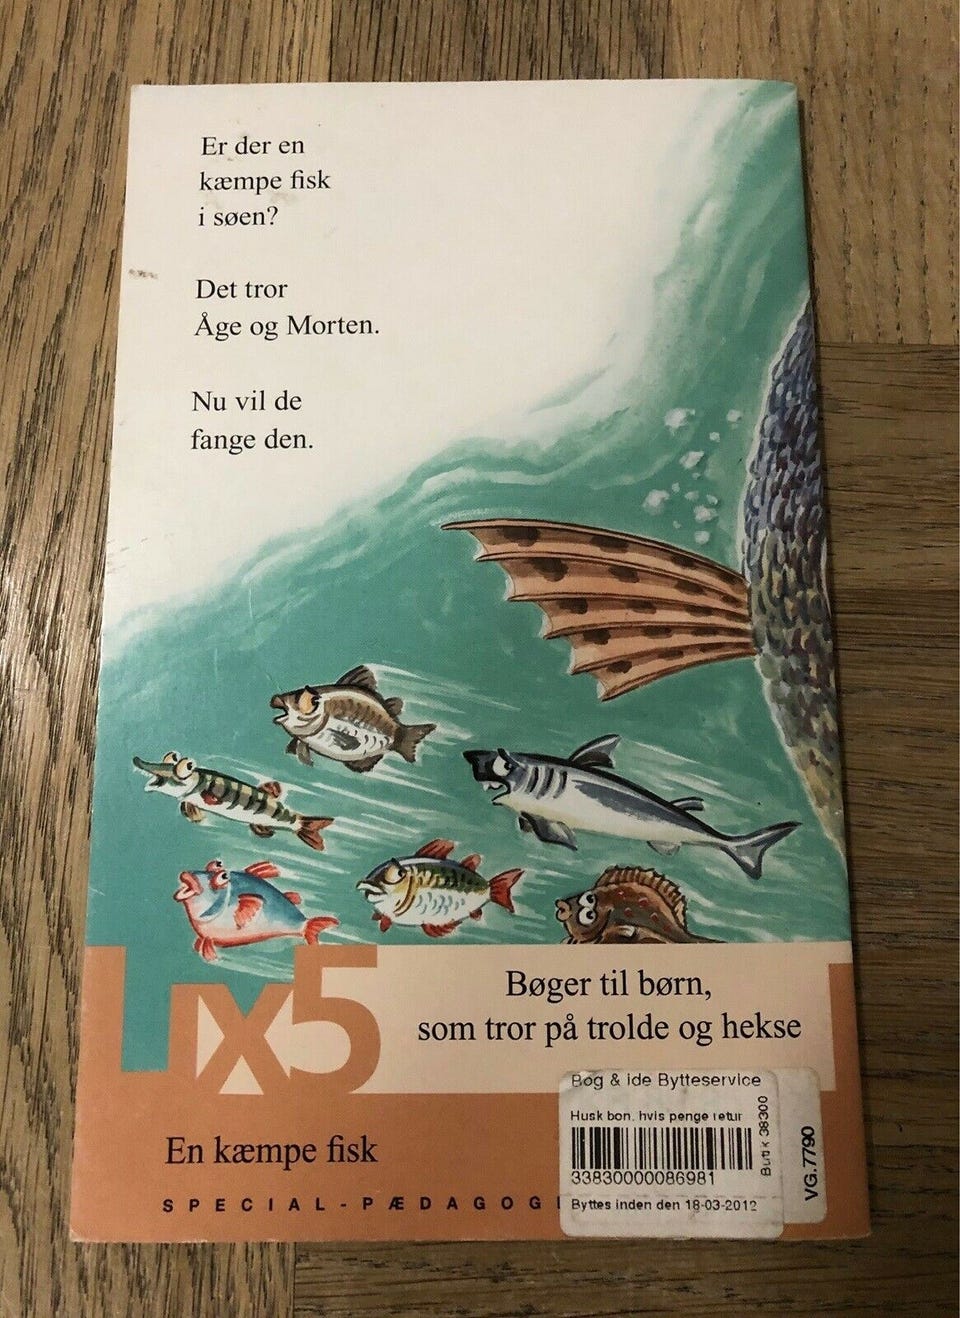 Er der en
kæmpe fisk
i søen?
Det tror
Åge og Morten.
Nu vil de
fange den.
Lix5
Bøger til børn,
som tror på trolde og hekse
Bog & ide Bytteservice
Husk bon, hvis penge retur
33830000086981
Byttes inden den 18-03-2012
Butik 38300
VG.7790
En kæmpe fisk
SPECIAL-PÆDAGOGI